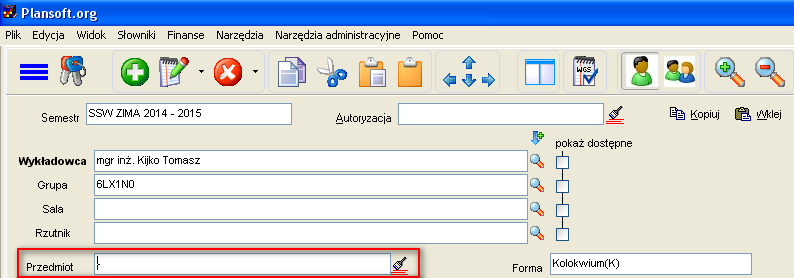 Plansoft.org
Plik Edycja Widok Słowniki Finanse Narzędzia Narzędzia administracyjne Pomoc
WGS
Semestr SSW ZIMA 2014 - 2015 Autoryzacja Kopiuj Wklej
pokaż dostępne
Wykładowca mgr inż. Kijko Tomasz
Grupa 6LX1N0
Sala
Rzutnik
Przedmiot - Forma Kolokwium(K)